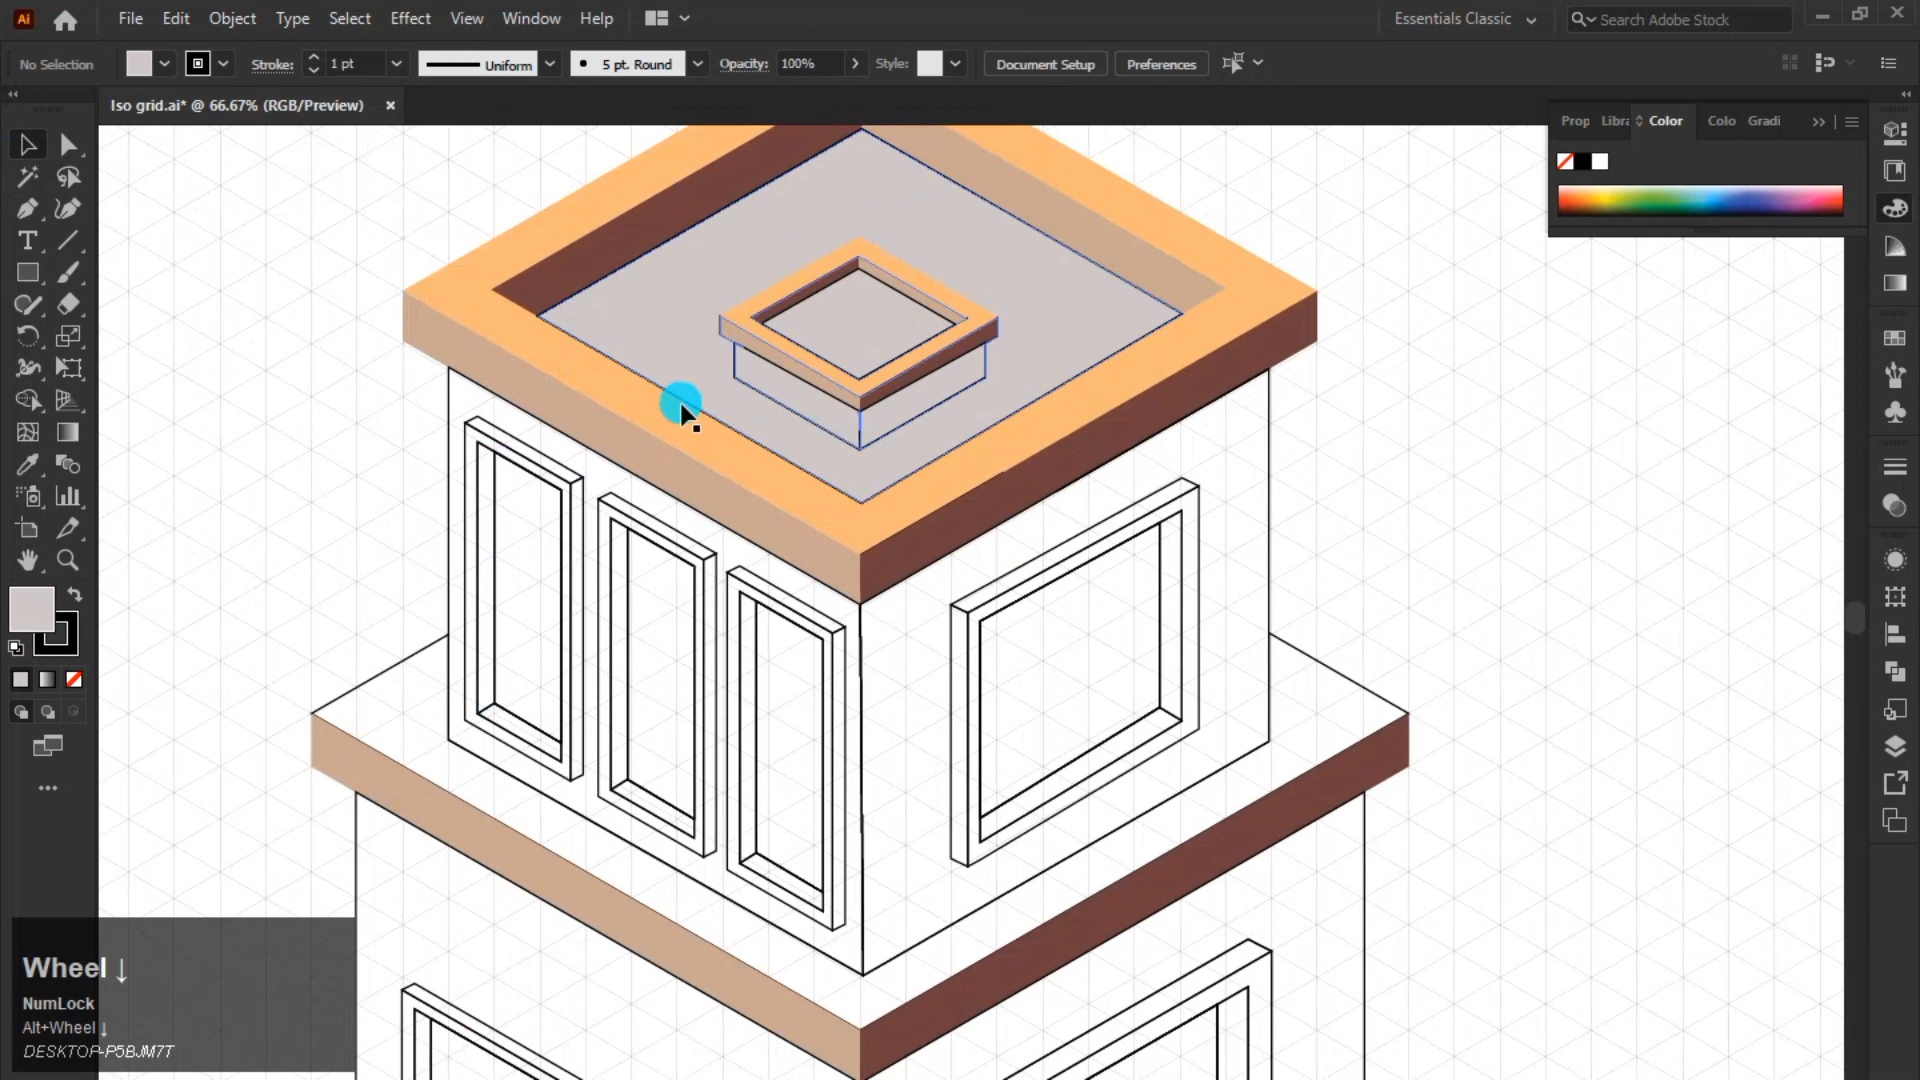 Ai File Edit Object Type Select Effect View Window Help Essentials Classic Search Adobe Stock
No Selection Stroke: 1 pt Uniform 5 pt. Round Opacity: 100% Style: Document Setup Preferences
Iso grid.ai* @ 66.67% (RGB/Preview)
Prop Libra Color Colo Gradi
Wheel ↓
NumLock
Alt+Wheel ↓
DESKTOP-P5BJM7T